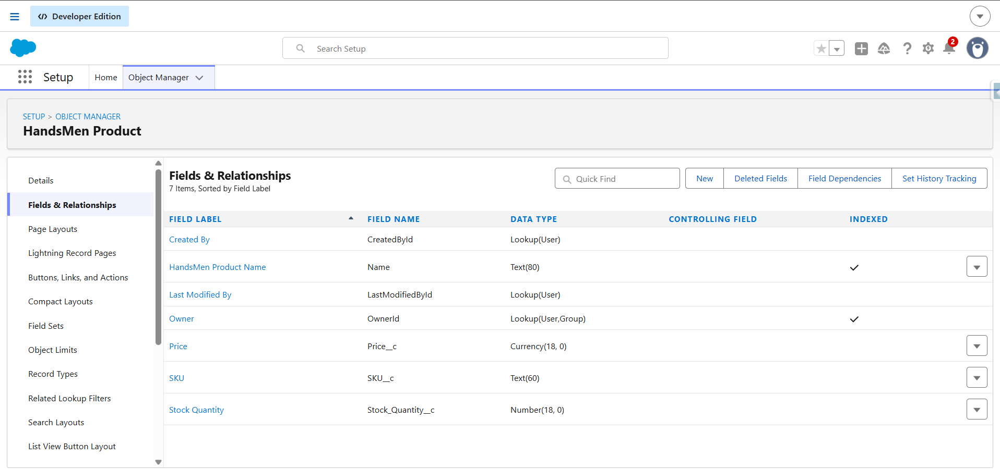 Developer Edition
Search Setup
2
Setup
Home
Object Manager
SETUP > OBJECT MANAGER
HandsMen Product
Details
Fields & Relationships
Page Layouts
Lightning Record Pages
Buttons, Links, and Actions
Compact Layouts
Field Sets
Object Limits
Record Types
Related Lookup Filters
Search Layouts
List View Button Layout
Fields & Relationships
7 Items, Sorted by Field Label
Quick Find
New
Deleted Fields
Field Dependencies
Set History Tracking
FIELD LABEL FIELD NAME DATA TYPE CONTROLLING FIELD INDEXED
Created By CreatedById Lookup(User)
HandsMen Product Name Name Text(80)
Last Modified By LastModifiedById Lookup(User)
Owner OwnerId Lookup(User,Group)
Price Price__c Currency(18, 0)
SKU SKU__c Text(60)
Stock Quantity Stock_Quantity__c Number(18, 0)